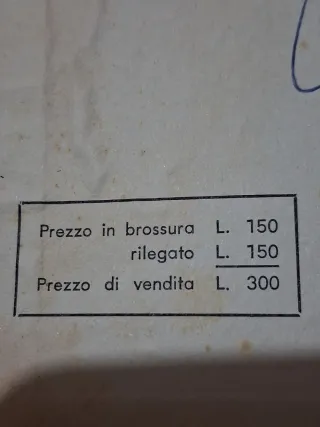 Prezzo in brossura L. 150
rilegato L. 150
Prezzo di vendita L. 300